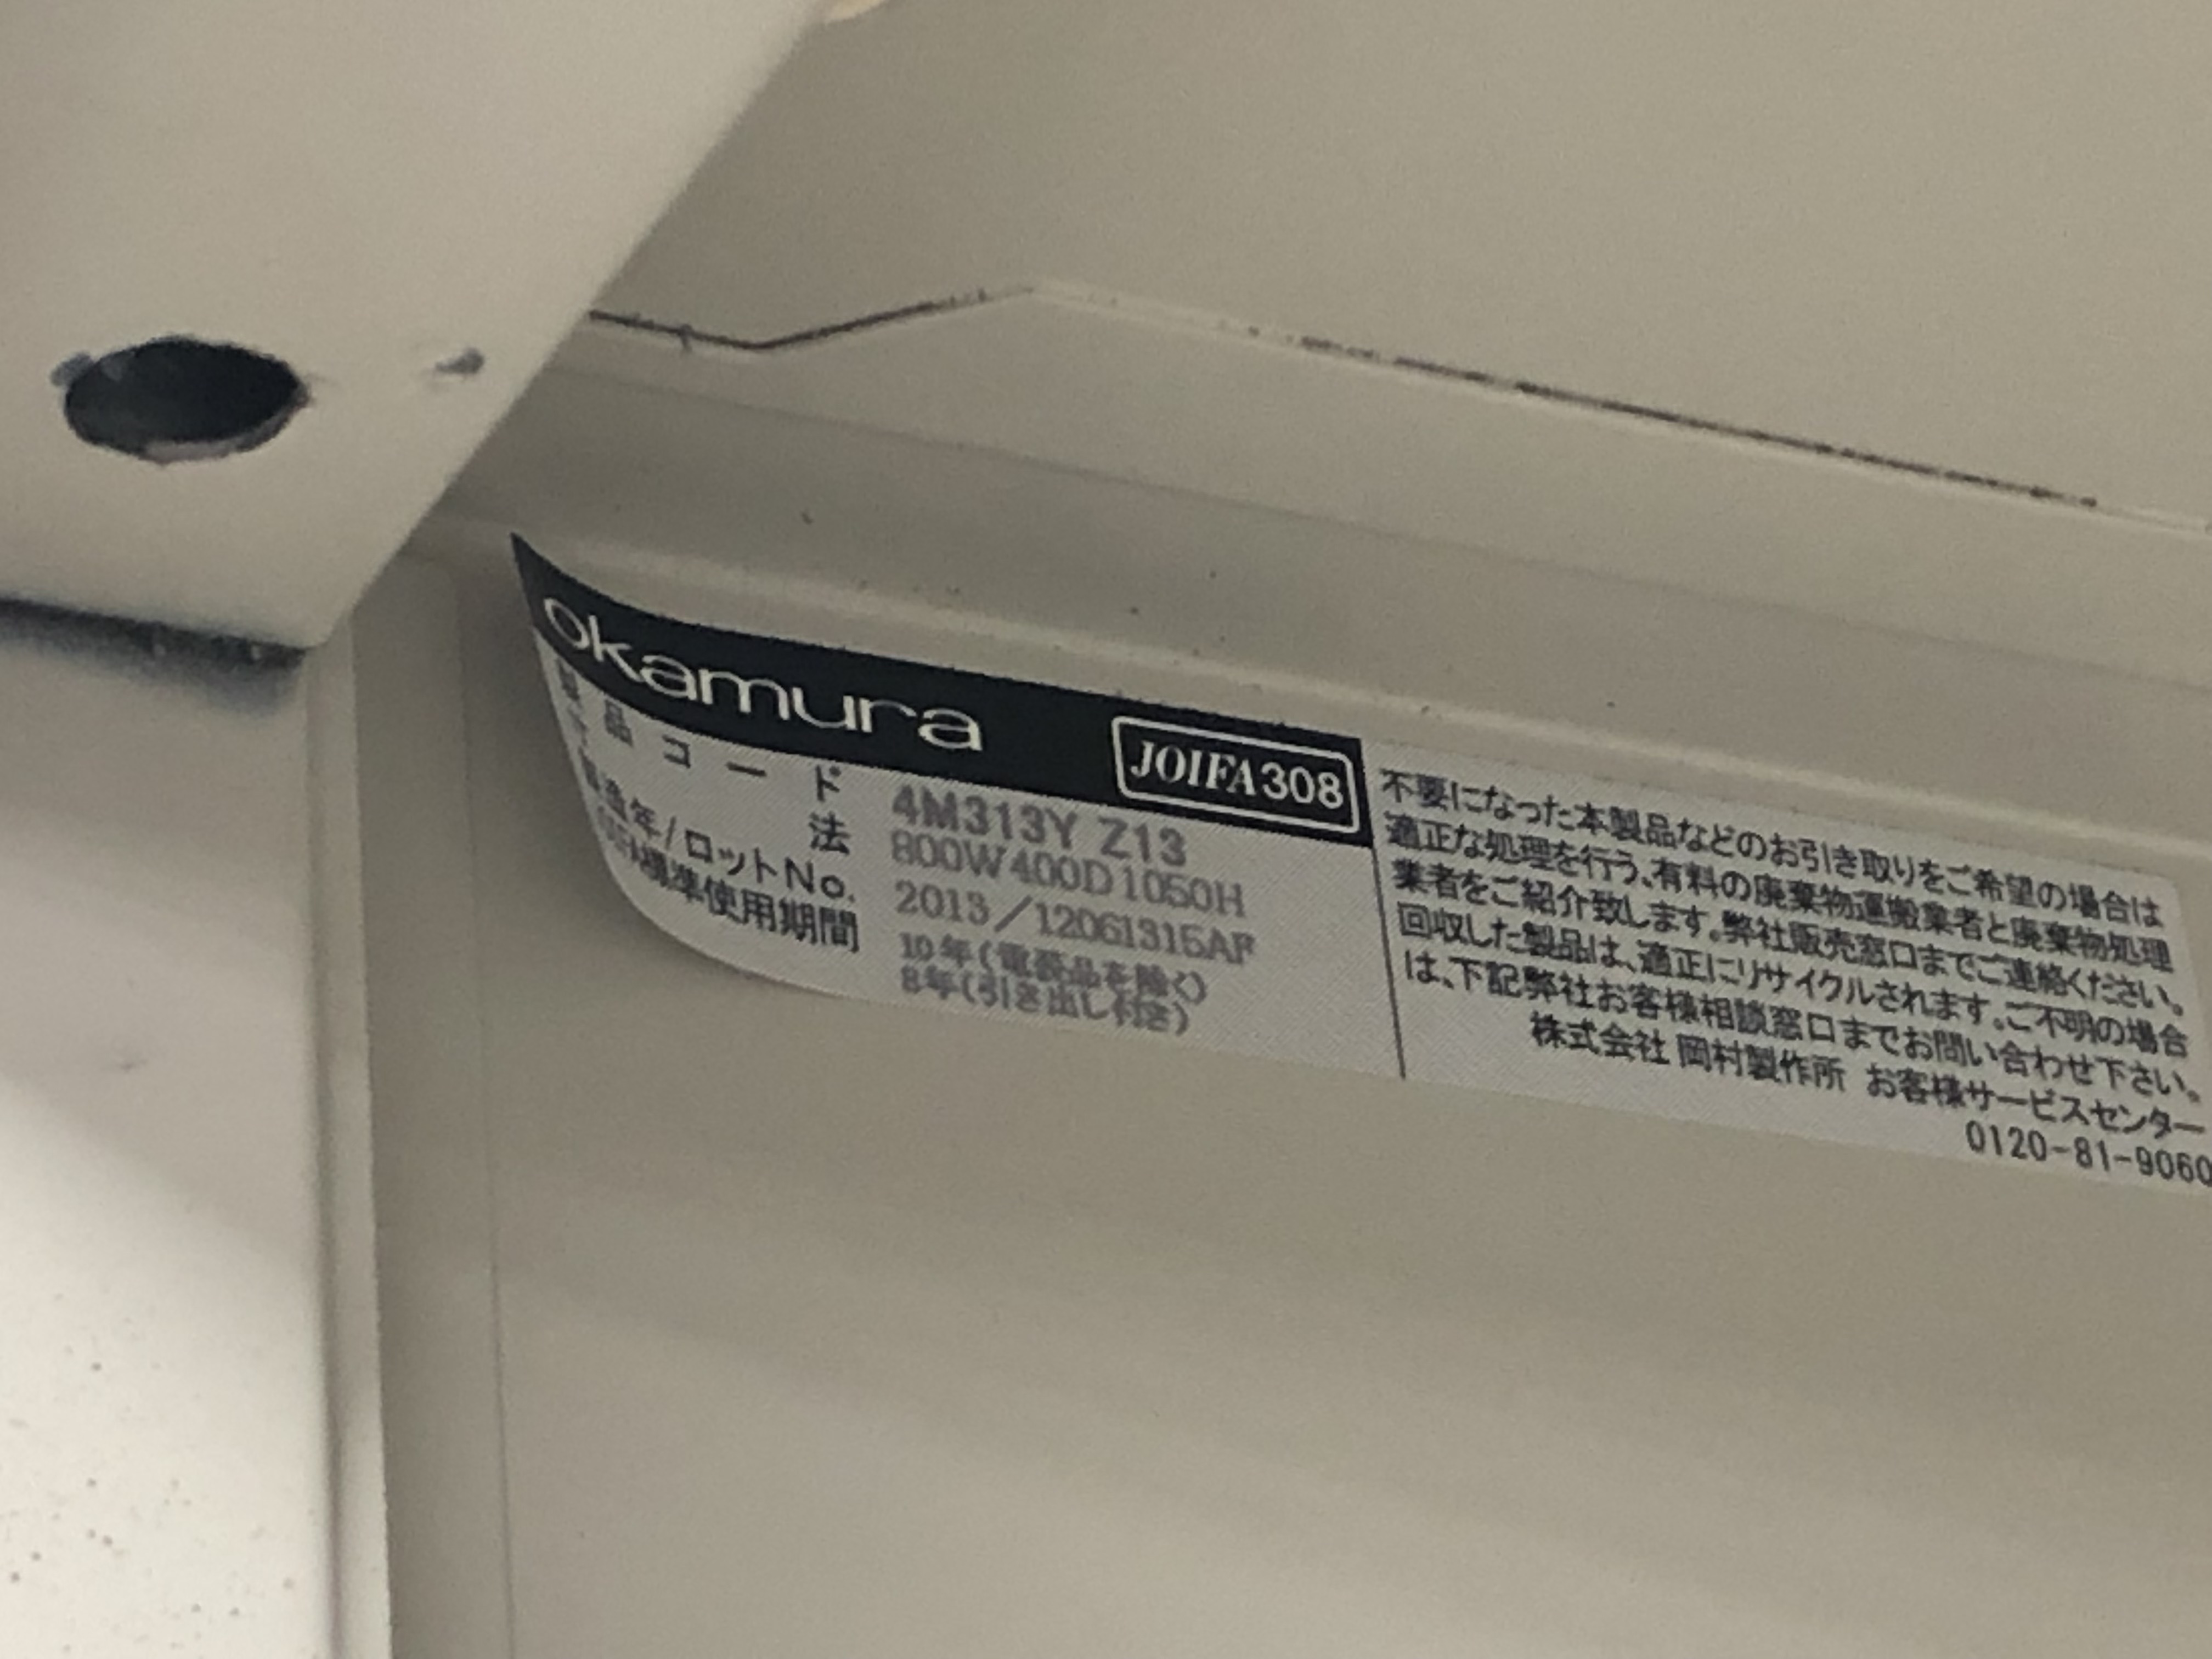 Okamura
JOIFA308
製品コード 4M313Y Z13
法 800W400D1050H
製造年/ロットNo. 2013/12061315AF
JOIFA標準使用期間 10年(電装品を除く)
8年(引き出し付き)
不要になった本製品などのお引き取りをご希望の場合は
適正な処理を行う、有料の廃棄物運搬業者と廃棄物処理
業者をご紹介致します。弊社販売窓口までご連絡ください。
回収した製品は、適正にリサイクルされます。ご不明の場合
は、下記弊社お客様相談窓口までお問い合わせ下さい。
株式会社 岡村製作所 お客様サービスセンター
0120-81-9060